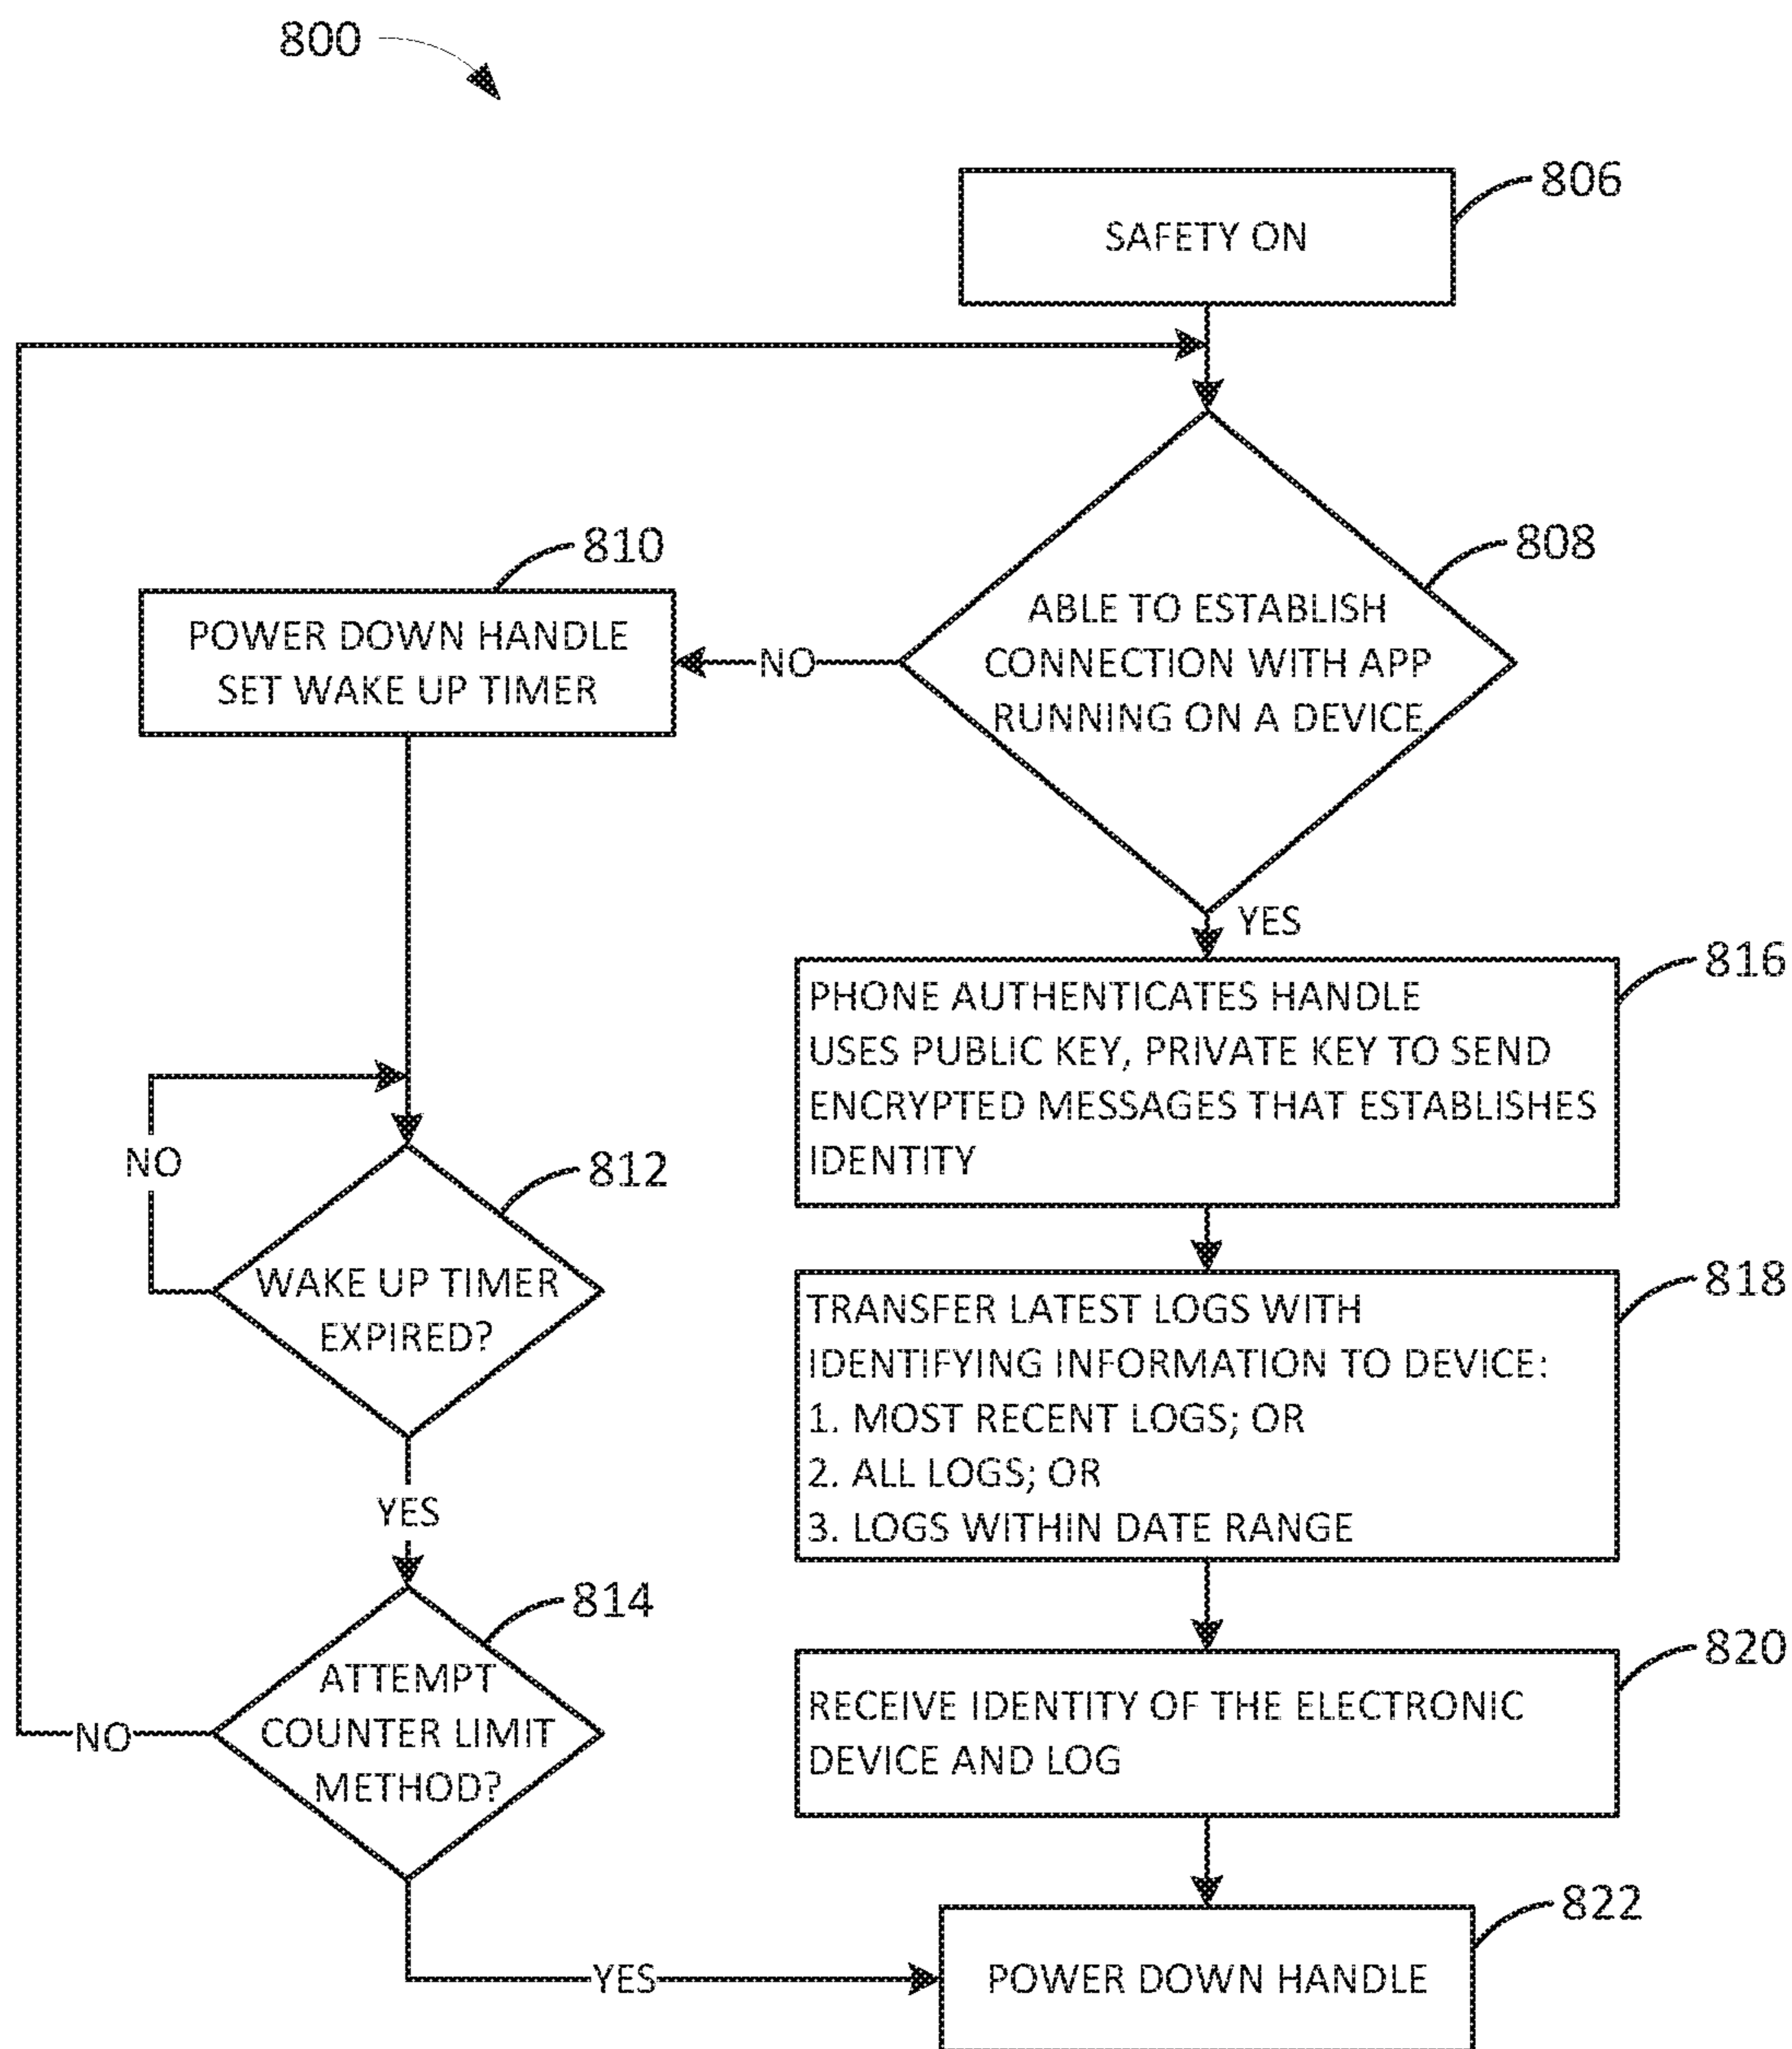 800
806
SAFETY ON
808
ABLE TO ESTABLISH
CONNECTION WITH APP
RUNNING ON A DEVICE
NO
810
POWER DOWN HANDLE
SET WAKE UP TIMER
YES
816
PHONE AUTHENTICATES HANDLE
USES PUBLIC KEY, PRIVATE KEY TO SEND
ENCRYPTED MESSAGES THAT ESTABLISHES
IDENTITY
NO
812
WAKE UP TIMER
EXPIRED?
818
TRANSFER LATEST LOGS WITH
IDENTIFYING INFORMATION TO DEVICE:
1. MOST RECENT LOGS; OR
2. ALL LOGS; OR
3. LOGS WITHIN DATE RANGE
YES
814
ATTEMPT
COUNTER LIMIT
METHOD?
NO
820
RECEIVE IDENTITY OF THE ELECTRONIC
DEVICE AND LOG
YES
822
POWER DOWN HANDLE